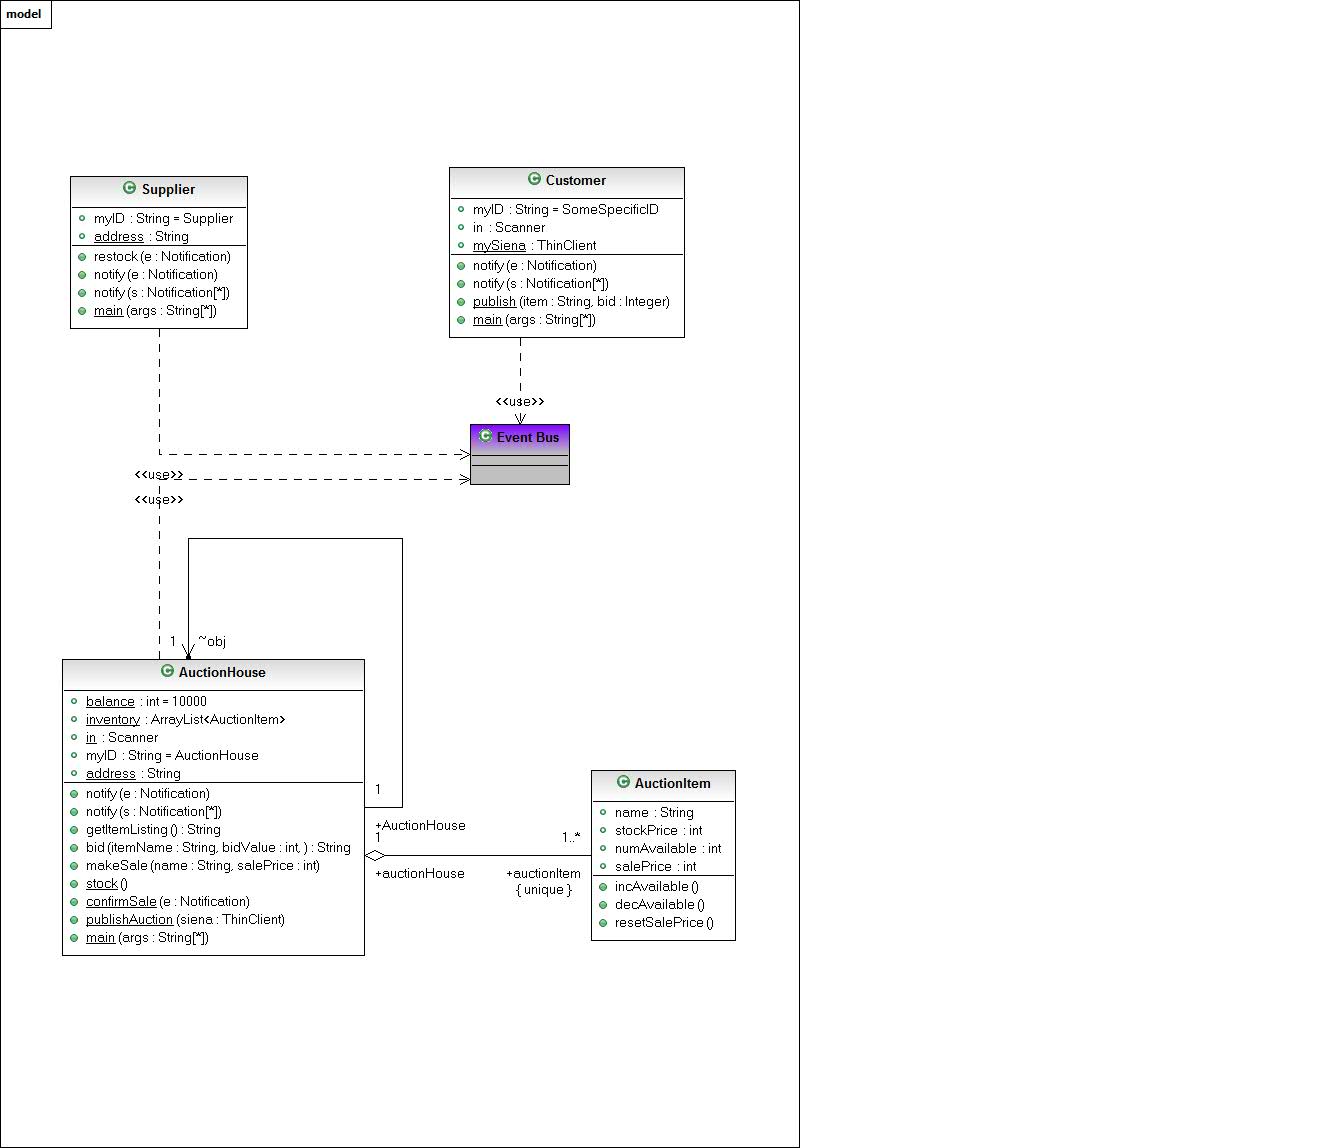 model
Supplier
myID : String = Supplier
address : String
restock (e : Notification)
notify (e : Notification)
notify (s : Notification[*])
main (args : String[*])
Customer
myID : String = SomeSpecificID
in : Scanner
mySiena : ThinClient
notify (e : Notification)
notify (s : Notification[*])
publish (item : String, bid : Integer)
main (args : String[*])
<<use>>
Event Bus
<<use>>
<<use>>
1 ~obj
AuctionHouse
balance : int = 10000
inventory : ArrayList<AuctionItem>
in : Scanner
myID : String = AuctionHouse
address : String
notify (e : Notification)
notify (s : Notification[*])
getItemListing () : String
bid (itemName : String, bidValue : int, ) : String
makeSale (name : String, salePrice : int)
stock ()
confirmSale (e : Notification)
publishAuction (siena : ThinClient)
main (args : String[*])
1
+AuctionHouse
1
1..*
+auctionHouse
+auctionItem
{ unique }
AuctionItem
name : String
stockPrice : int
numAvailable : int
salePrice : int
incAvailable ()
decAvailable ()
resetSalePrice ()